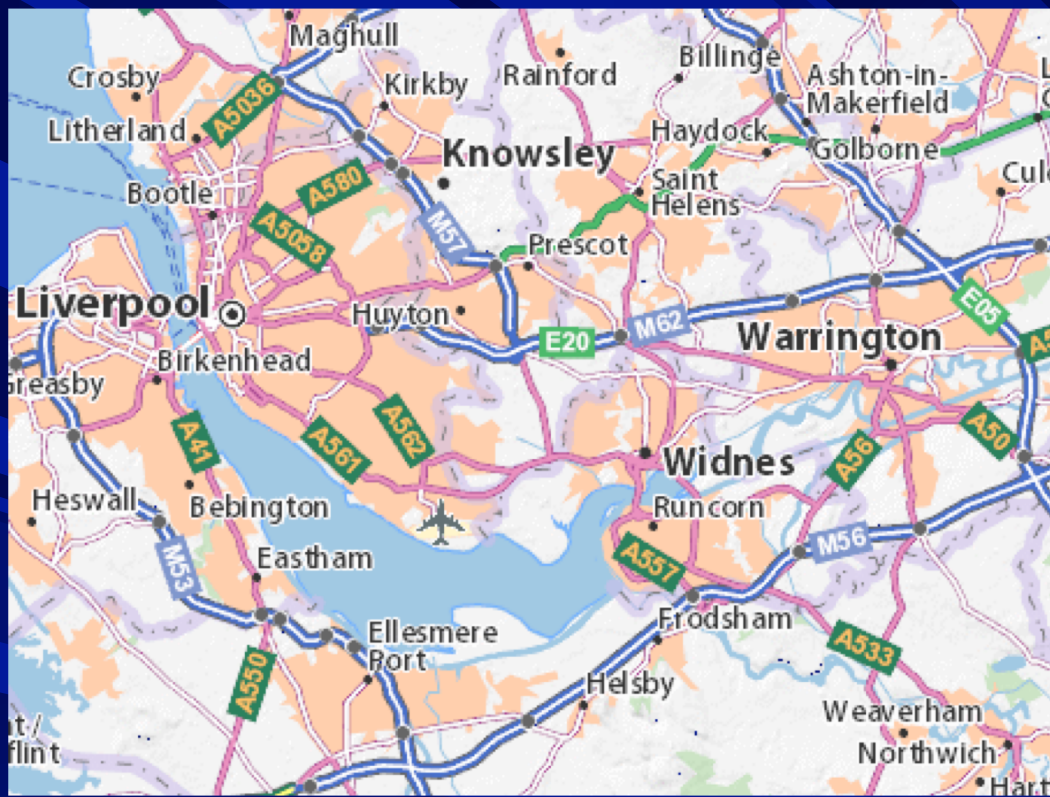 Maghull
Billinge
Crosby
Kirkby
Rainford
Ashton-in-
Makerfield
A5036
Litherland
Haydock
Knowsley
Golborne
Saint
Helens
Bootle
A580
A5058
M57
Prescot
Liverpool
Huyton
E20
M62
E05
Warrington
Birkenhead
Greasby
A41
A561
A562
A56
A50
Widnes
Heswall
Bebington
Runcorn
M53
Eastham
A557
M56
Frodsham
Ellesmere
Port
A533
A550
Helsby
Weaverham
Northwich